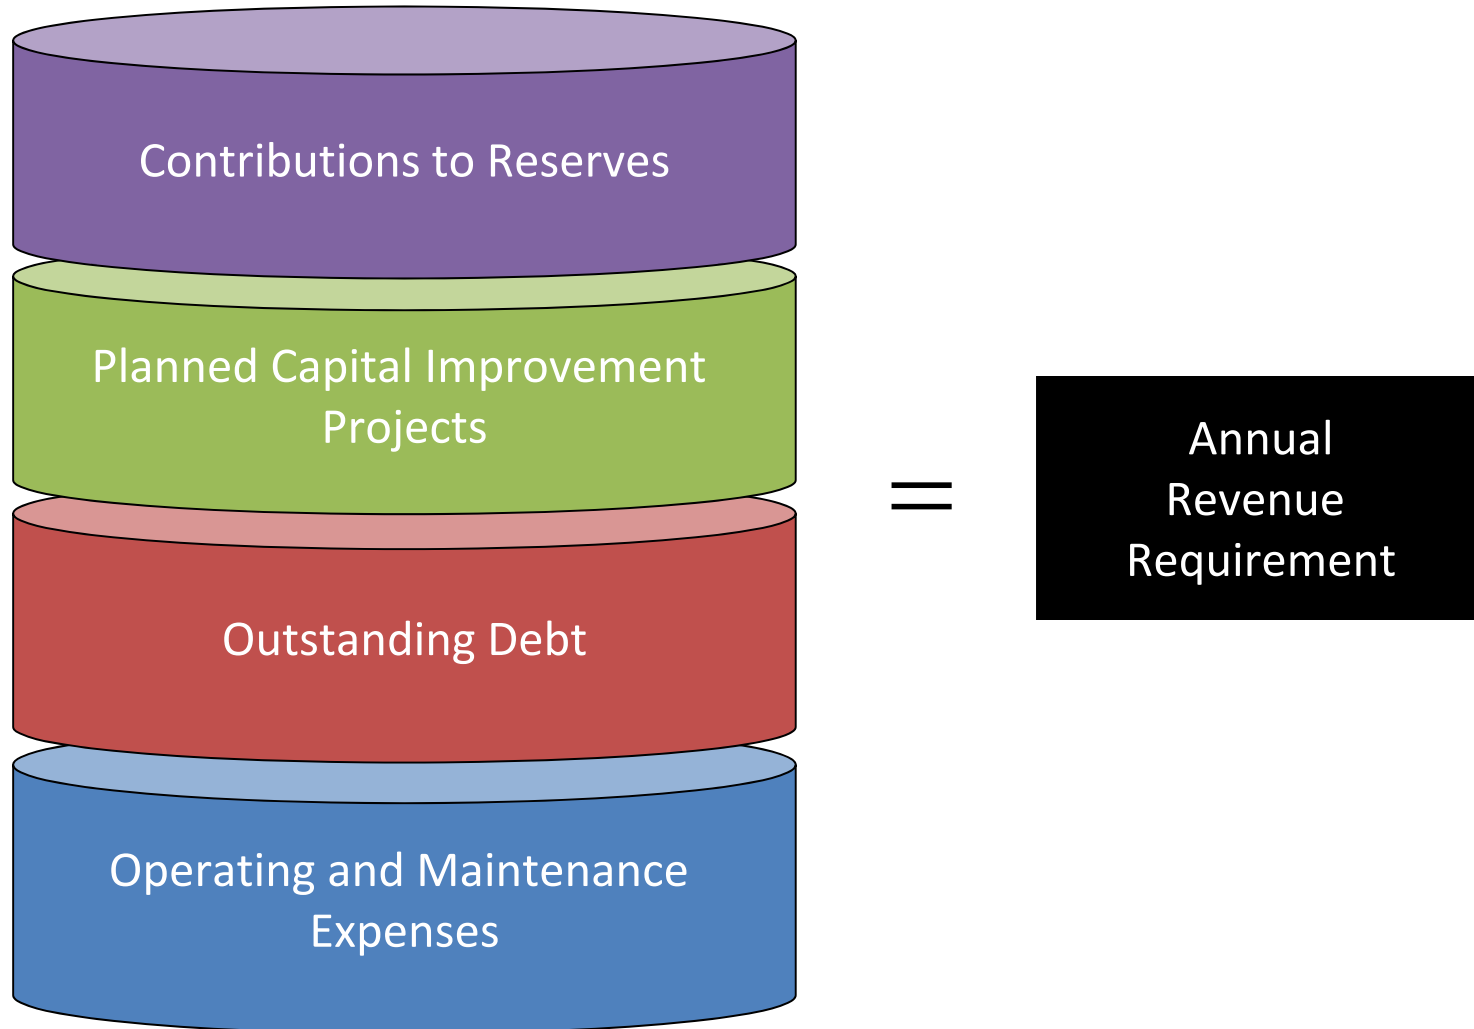 Contributions to Reserves
Planned Capital Improvement
Projects
Outstanding Debt
Operating and Maintenance
Expenses
=
Annual
Revenue
Requirement